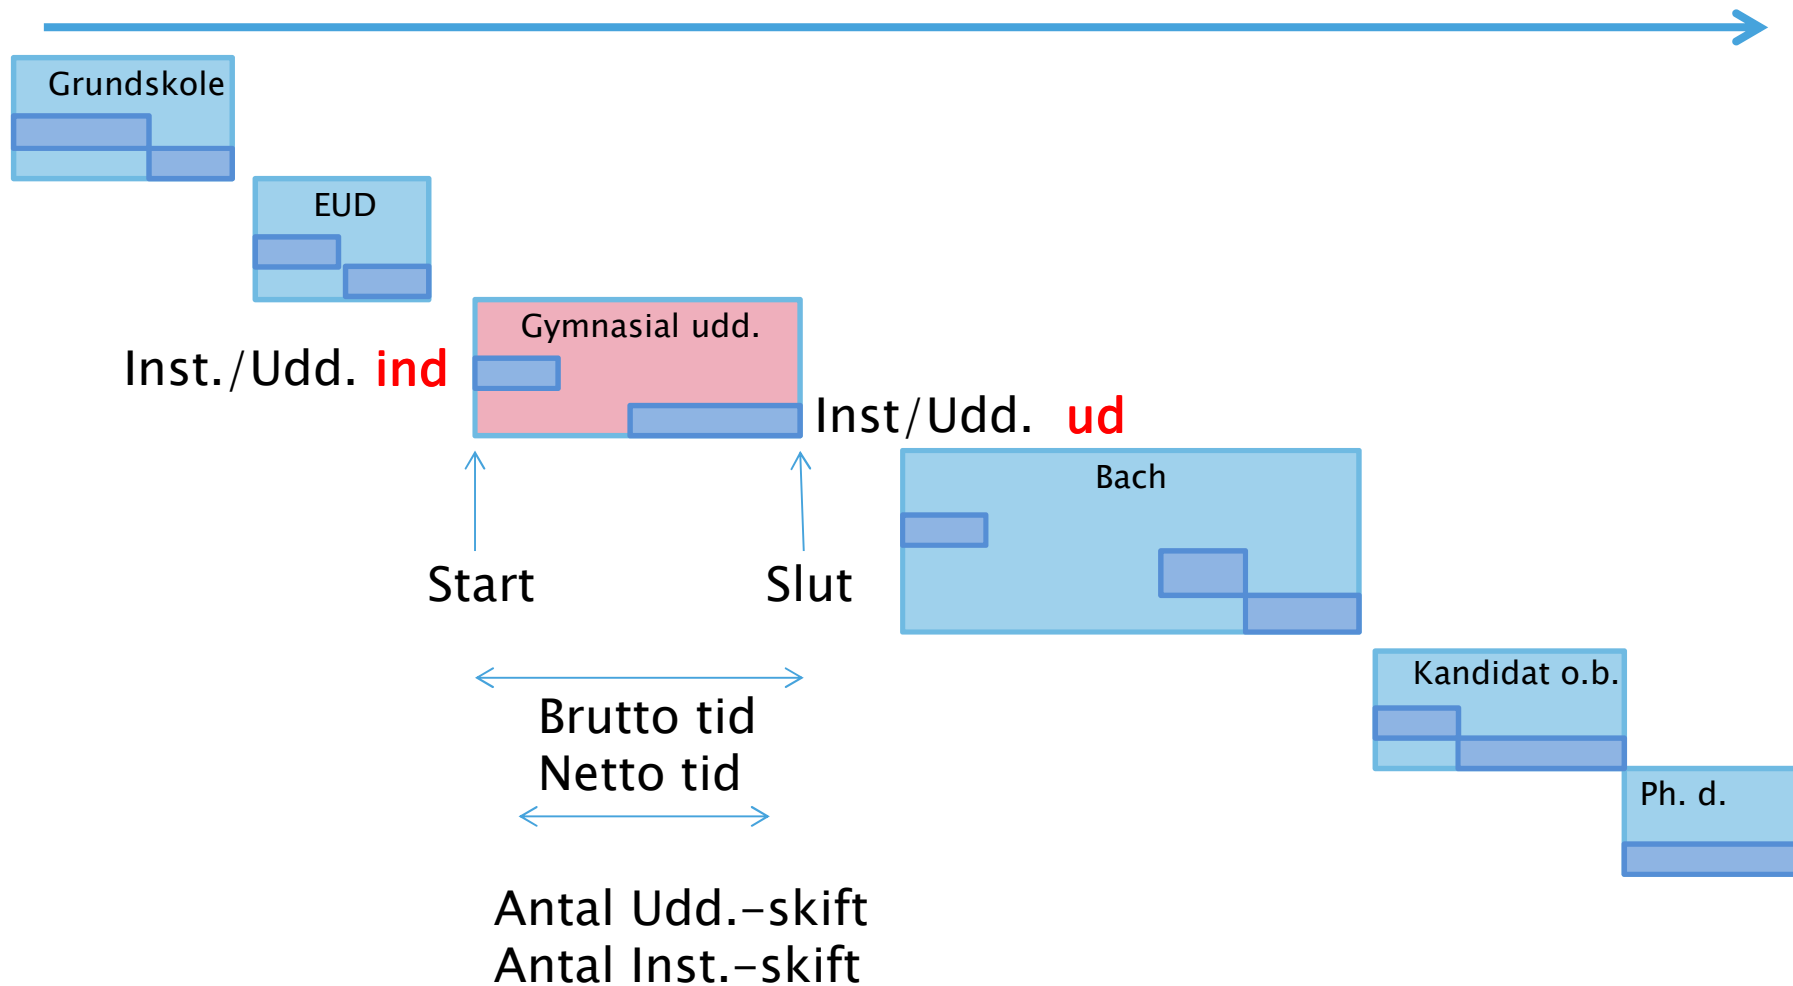 Grundskole
EUD
Gymnasial udd.
Inst./Udd. ind
Inst/Udd. ud
Bach
Start
Slut
Kandidat o.b.
Brutto tid
Netto tid
Ph. d.
Antal Udd.-skift
Antal Inst.-skift